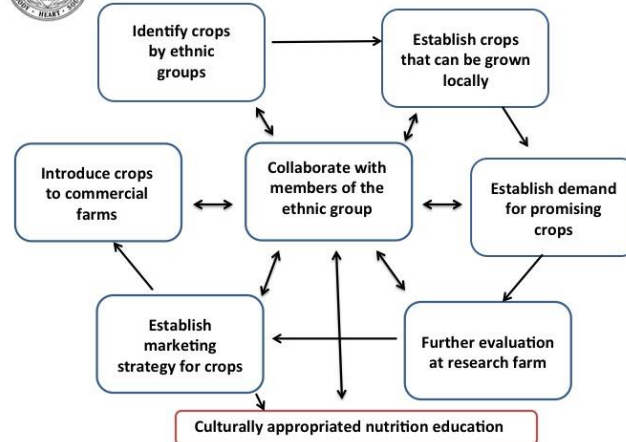 HEART
Identify crops
by ethnic
groups
Establish crops
that can be grown
locally
Introduce crops
to commercial
farms
Collaborate with
members of the
ethnic group
Establish demand
for promising
crops
Establish
marketing
strategy for crops
Further evaluation
at research farm
Culturally appropriated nutrition education